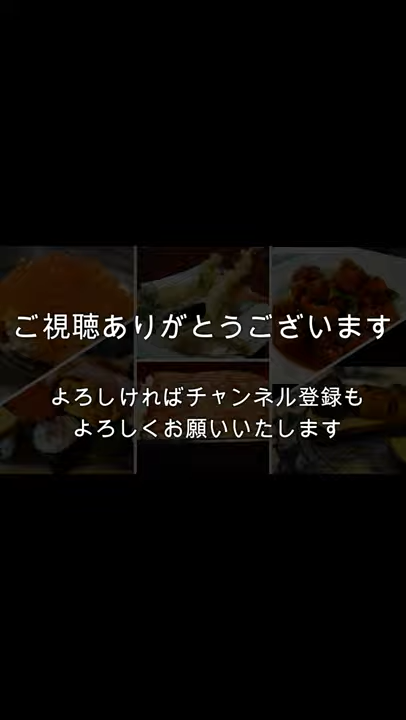 ご視聴ありがとうございます
よろしければチャンネル登録も
よろしくお願いいたします